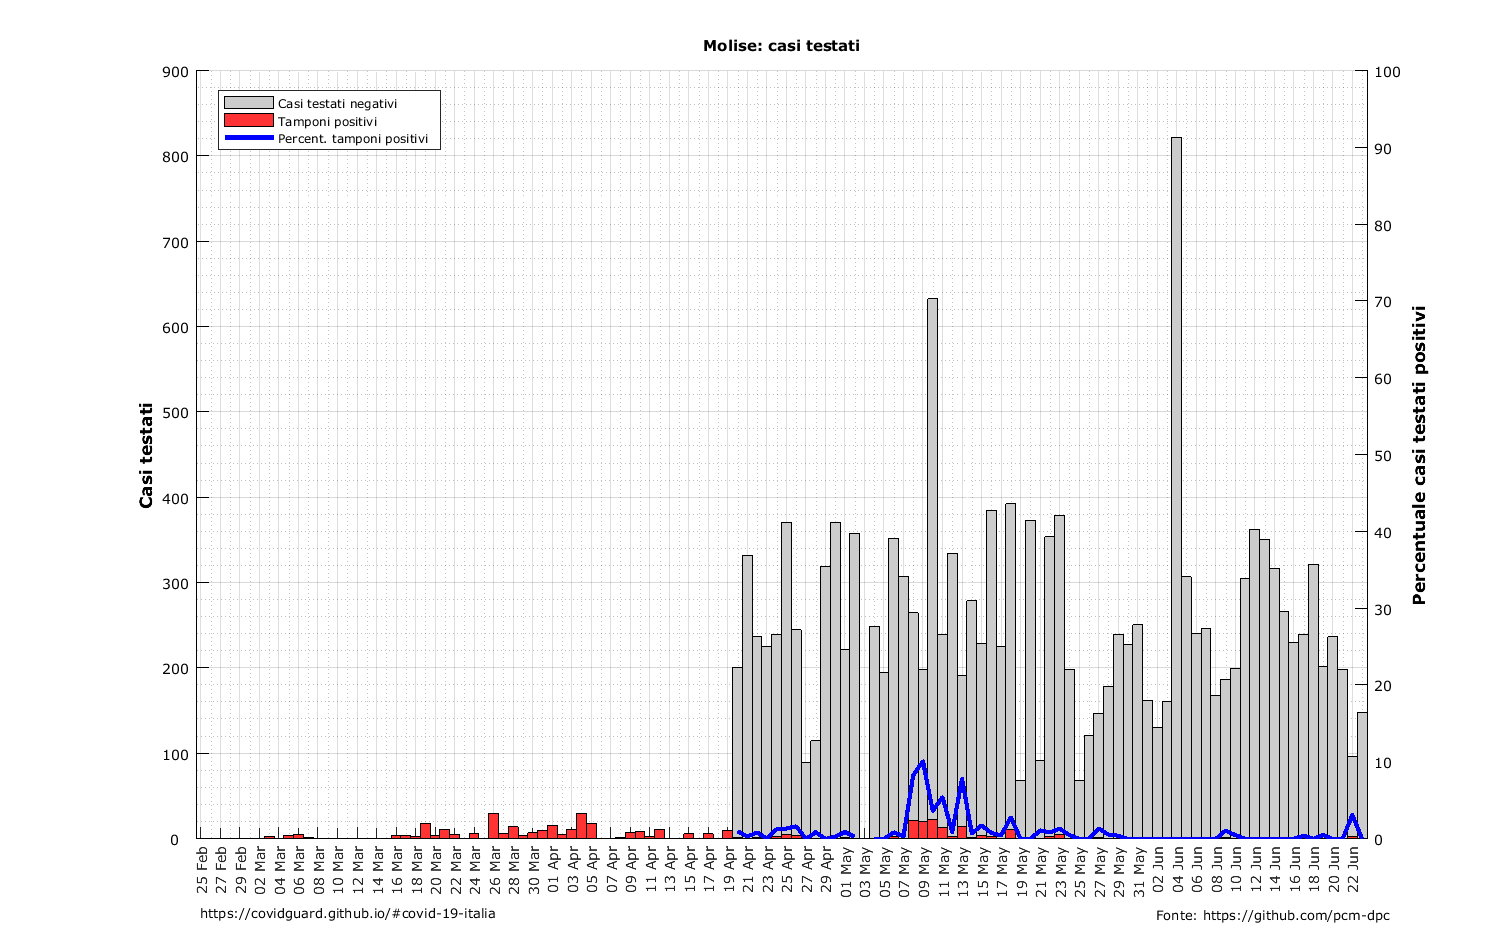 Molise: casi testati
Casi testati negativi
Tamponi positivi
Percent. tamponi positivi
Casi testati
900
800
700
600
500
400
300
200
100
0
100
90
80
70
60
50
40
30
20
10
0
Percentuale casi testati positivi
25 Feb
27 Feb
29 Feb
02 Mar
04 Mar
06 Mar
08 Mar
10 Mar
12 Mar
14 Mar
16 Mar
18 Mar
20 Mar
22 Mar
24 Mar
26 Mar
28 Mar
30 Mar
01 Apr
03 Apr
05 Apr
07 Apr
09 Apr
11 Apr
13 Apr
15 Apr
17 Apr
19 Apr
21 Apr
23 Apr
25 Apr
27 Apr
29 Apr
01 May
03 May
05 May
07 May
09 May
11 May
13 May
15 May
17 May
19 May
21 May
23 May
25 May
27 May
29 May
31 May
02 Jun
04 Jun
06 Jun
08 Jun
10 Jun
12 Jun
14 Jun
16 Jun
18 Jun
20 Jun
22 Jun
https://covidguard.github.io/#covid-19-italia
Fonte: https://github.com/pcm-dpc